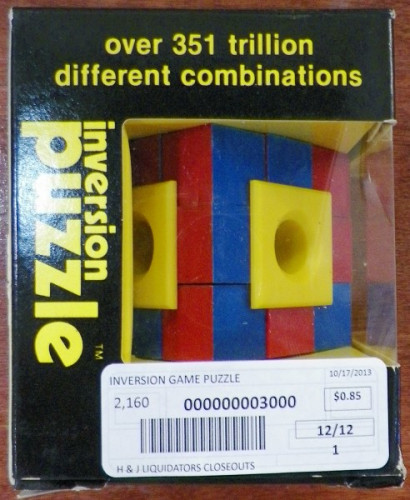 over 351 trillion
different combinations
inversion
puzzle
TM
INVERSION GAME PUZZLE 10/17/2013
2,160 000000003000 $0.85
12/12
1
H & J LIQUIDATORS CLOSEOUTS